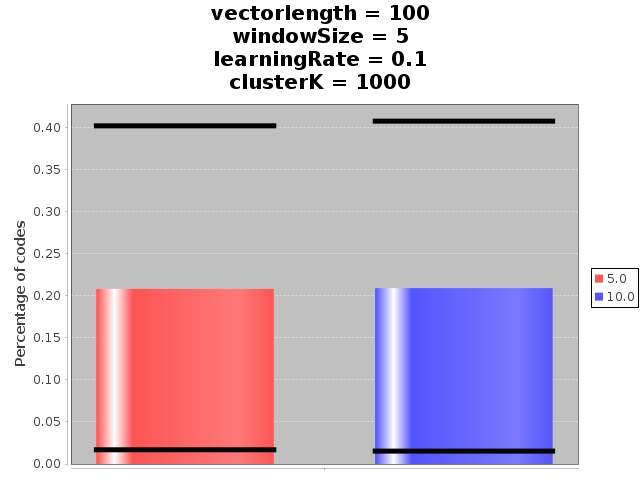 vectorlength = 100
windowSize = 5
learningRate = 0.1
clusterK = 1000
Percentage of codes
0.40
0.35
0.30
0.25
0.20
0.15
0.10
0.05
0.00
5.0
10.0